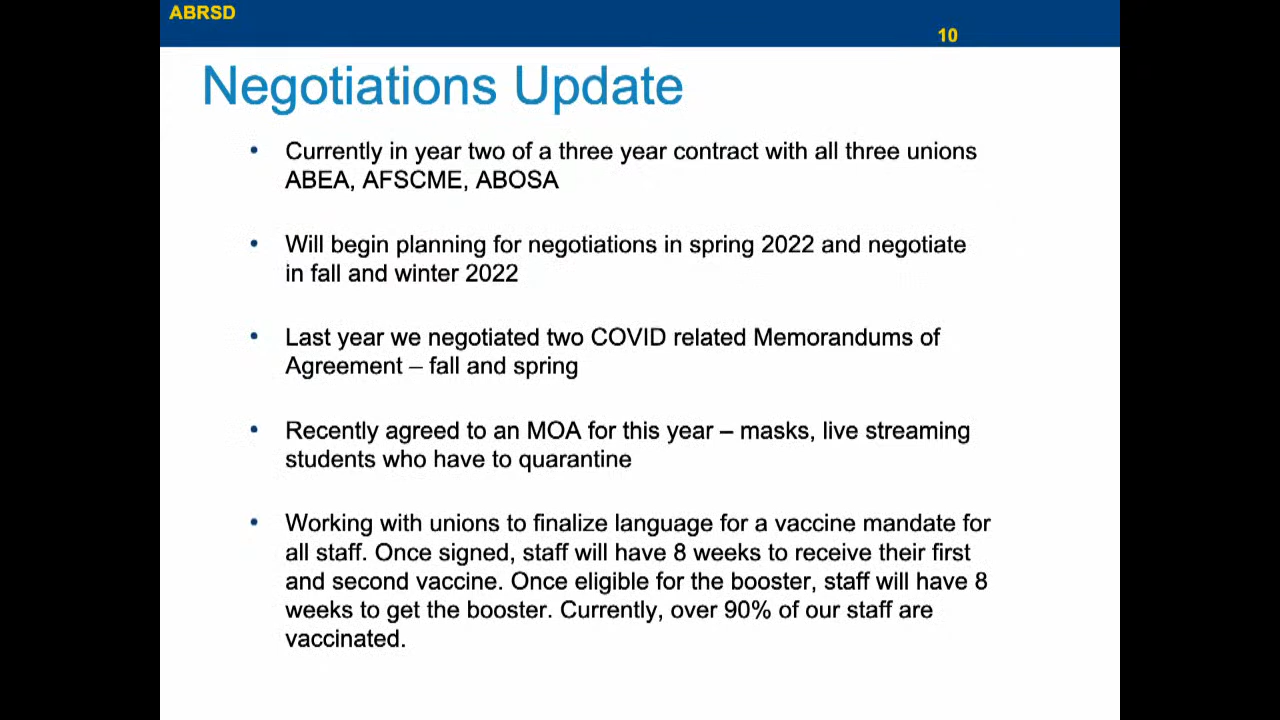 ABRSD
10
Negotiations Update
• Currently in year two of a three year contract with all three unions
ABEA, AFSCME, ABOSA
• Will begin planning for negotiations in spring 2022 and negotiate
in fall and winter 2022
• Last year we negotiated two COVID related Memorandums of
Agreement – fall and spring
• Recently agreed to an MOA for this year – masks, live streaming
students who have to quarantine
• Working with unions to finalize language for a vaccine mandate for
all staff. Once signed, staff will have 8 weeks to receive their first
and second vaccine. Once eligible for the booster, staff will have 8
weeks to get the booster. Currently, over 90% of our staff are
vaccinated.